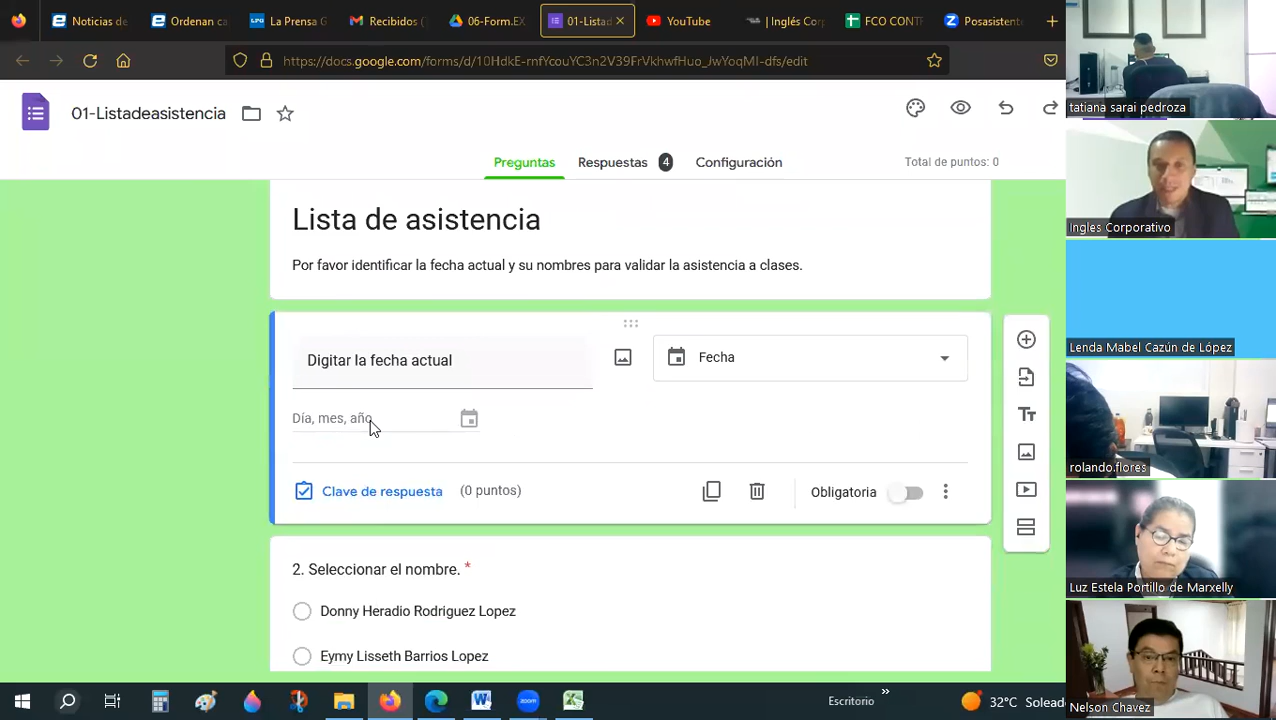 Noticias de
Ordenan ca
La Prensa G
Recibidos (
06-Form.EX
01-Listad
YouTube
| Inglés Cor
FCO CONT
Posasistente
https://docs.google.com/forms/d/10HdkE-rnfYcouYC3n2V39FrVkhwfHuo_JwYoqMI-dfs/edit
01-Listadeasistencia
Preguntas
Respuestas
4
Configuración
Total de puntos: 0
Lista de asistencia
Por favor identificar la fecha actual y su nombres para validar la asistencia a clases.
Digitar la fecha actual
Fecha
Día, mes, año
Clave de respuesta
(0 puntos)
Obligatoria
2. Seleccionar el nombre. *
Donny Heradio Rodriguez Lopez
Eymy Lisseth Barrios Lopez
Escritorio
32°C Solead
tatiana sarai pedroza
Ingles Corporativo
Lenda Mabel Cazún de López
rolando.flores
Luz Estela Portillo de Marxelly
Nelson Chavez